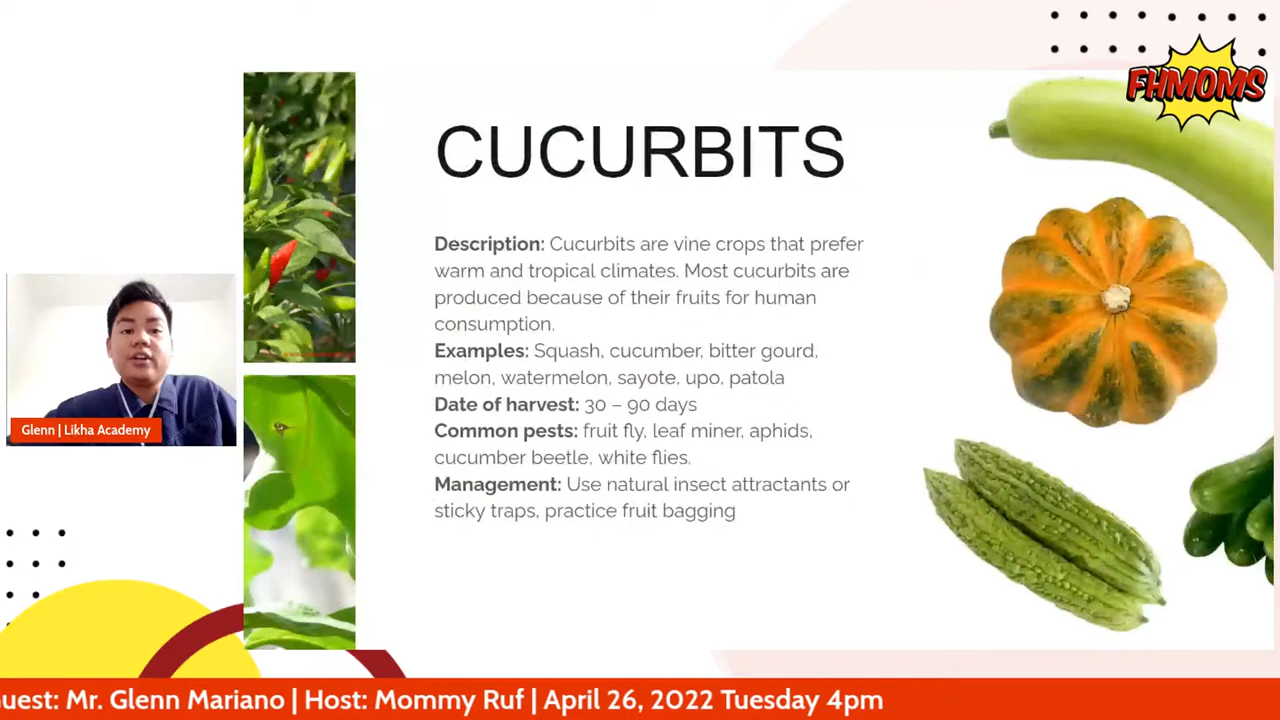 FHMOMS
CUCURBITS
Description: Cucurbits are vine crops that prefer
warm and tropical climates. Most cucurbits are
produced because of their fruits for human
consumption.
Examples: Squash, cucumber, bitter gourd,
melon, watermelon, sayote, upo, patola
Date of harvest: 30 – 90 days
Common pests: fruit fly, leaf miner, aphids,
cucumber beetle, white flies.
Management: Use natural insect attractants or
sticky traps, practice fruit bagging
Glenn | Likha Academy
uest: Mr. Glenn Mariano | Host: Mommy Ruf | April 26, 2022 Tuesday 4pm